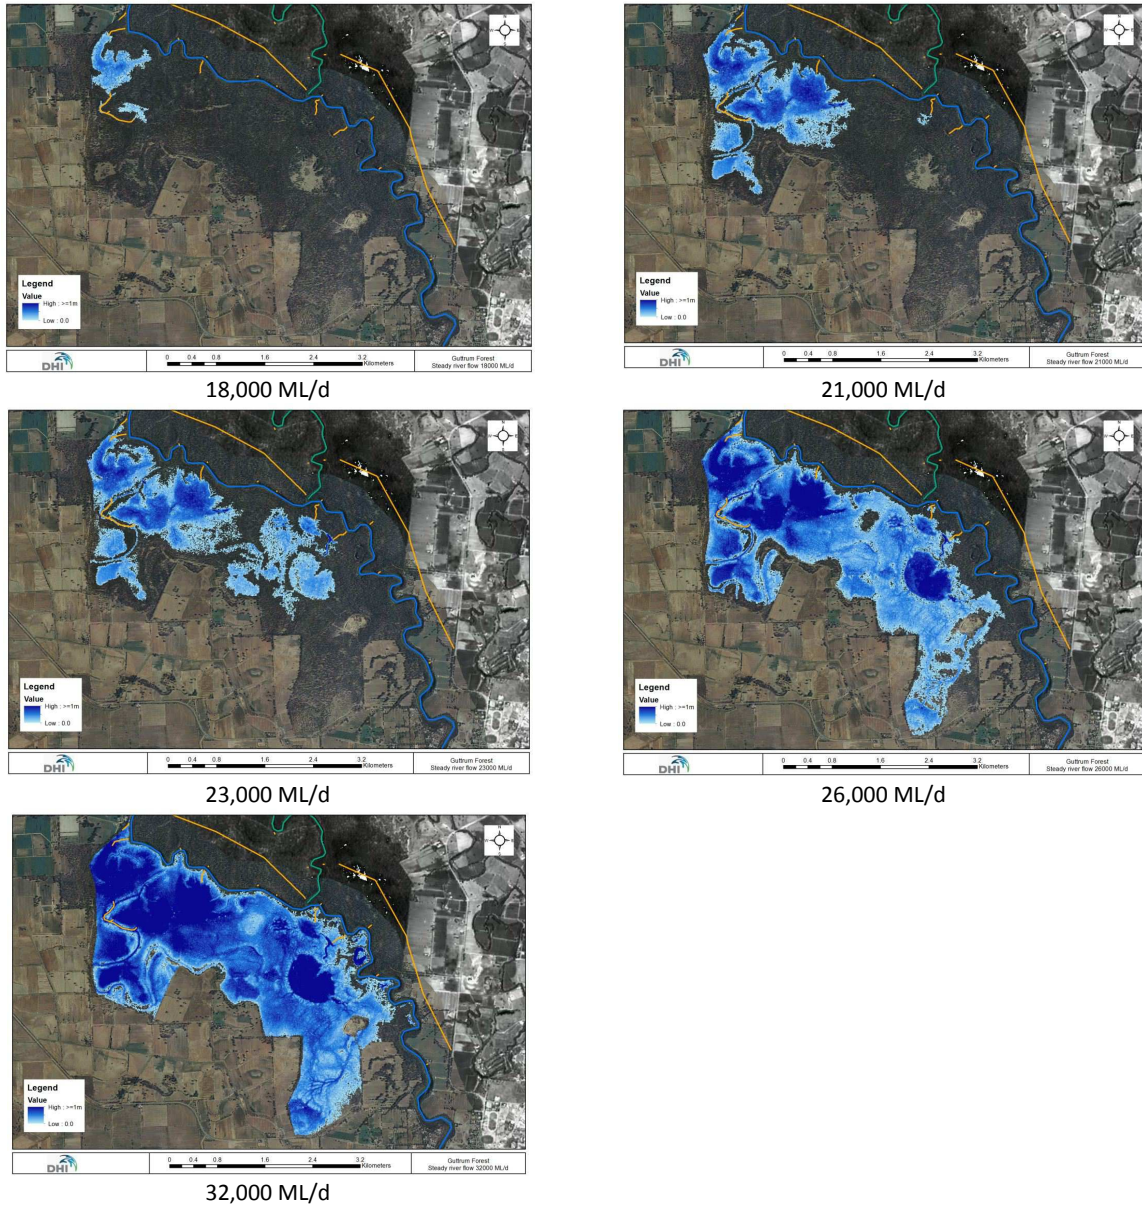 N
W E
S
Legend
Value
High : >=1m
Low : 0.0
DHI
0 0.4 0.8 1.6 2.4 3.2
Kilometers
Guttrum Forest
Steady river flow 18000 ML/d
18,000 ML/d
N
W E
S
Legend
Value
High : >=1m
Low : 0.0
DHI
0 0.4 0.8 1.6 2.4 3.2
Kilometers
Guttrum Forest
Steady river flow 21000 ML/d
21,000 ML/d
N
W E
S
Legend
Value
High : >=1m
Low : 0.0
DHI
0 0.4 0.8 1.6 2.4 3.2
Kilometers
Guttrum Forest
Steady river flow 23000 ML/d
23,000 ML/d
N
W E
S
Legend
Value
High : >=1m
Low : 0.0
DHI
0 0.4 0.8 1.6 2.4 3.2
Kilometers
Guttrum Forest
Steady river flow 26000 ML/d
26,000 ML/d
N
W E
S
Legend
Value
High : >=1m
Low : 0.0
DHI
0 0.4 0.8 1.6 2.4 3.2
Kilometers
Guttrum Forest
Steady river flow 32000 ML/d
32,000 ML/d